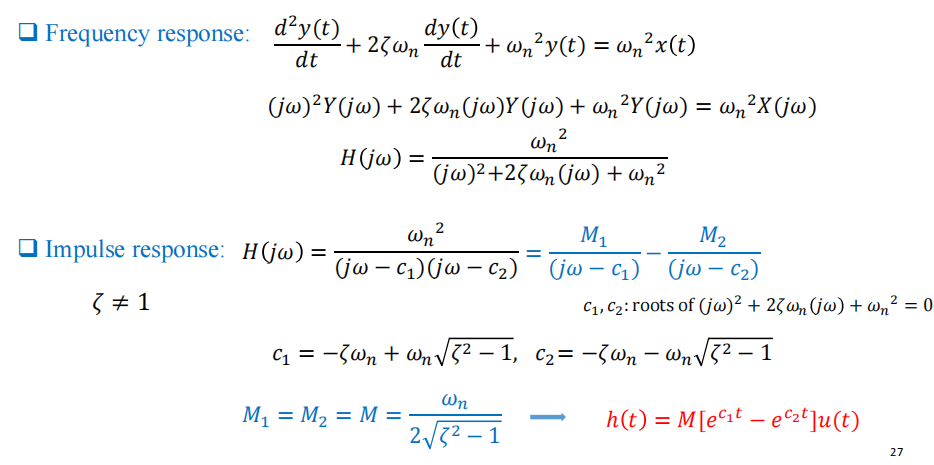 ❑ Frequency response: d²y(t)/dt + 2ζωₙ dy(t)/dt + ωₙ²y(t) = ωₙ²x(t)
(jω)²Y(jω) + 2ζωₙ(jω)Y(jω) + ωₙ²Y(jω) = ωₙ²X(jω)
H(jω) = ωₙ² / ((jω)²+2ζωₙ(jω) + ωₙ²)
❑ Impulse response: H(jω) = ωₙ² / ((jω − c₁)(jω − c₂)) = M₁ / (jω − c₁) − M₂ / (jω − c₂)
ζ ≠ 1
c₁, c₂: roots of (jω)² + 2ζωₙ(jω) + ωₙ² = 0
c₁ = −ζωₙ + ωₙ√(ζ² − 1), c₂= −ζωₙ − ωₙ√(ζ² − 1)
M₁ = M₂ = M = ωₙ / (2√(ζ² − 1)) ⟶ h(t) = M[e^{c₁t} − e^{c₂t}]u(t)
27